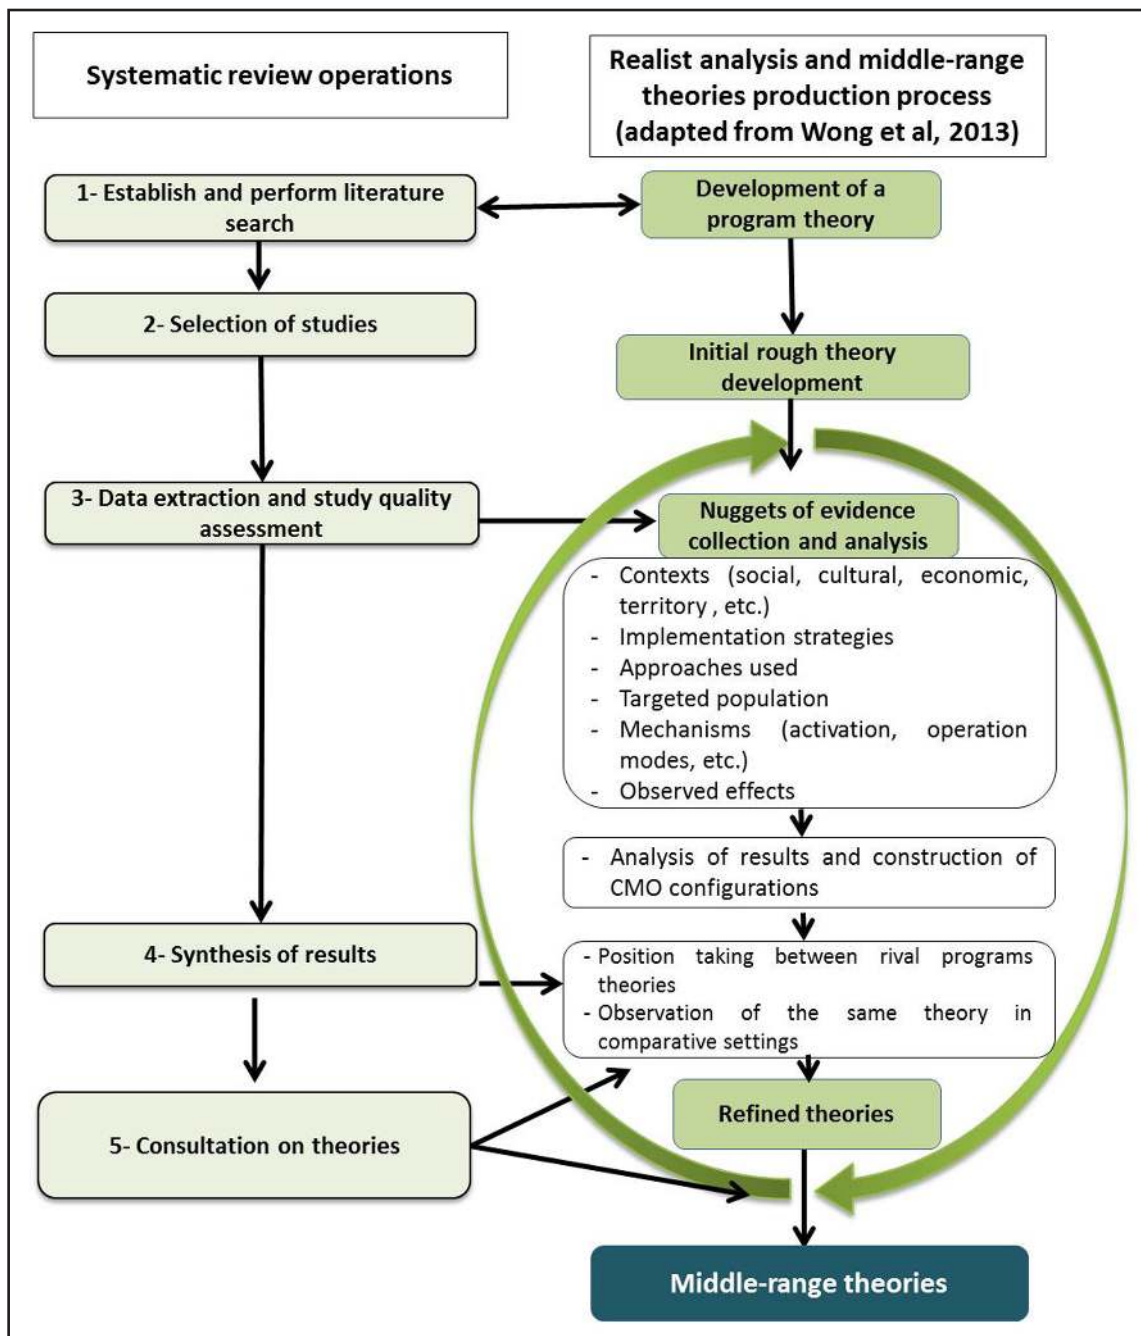 Systematic review operations
Realist analysis and middle-range
theories production process
(adapted from Wong et al, 2013)
1- Establish and perform literature
search
Development of a
program theory
2- Selection of studies
Initial rough theory
development
3- Data extraction and study quality
assessment
Nuggets of evidence
collection and analysis
- Contexts (social, cultural, economic,
territory , etc.)
- Implementation strategies
- Approaches used
- Targeted population
- Mechanisms (activation, operation
modes, etc.)
- Observed effects
- Analysis of results and construction of
CMO configurations
4- Synthesis of results
- Position taking between rival programs
theories
- Observation of the same theory in
comparative settings
5- Consultation on theories
Refined theories
Middle-range theories